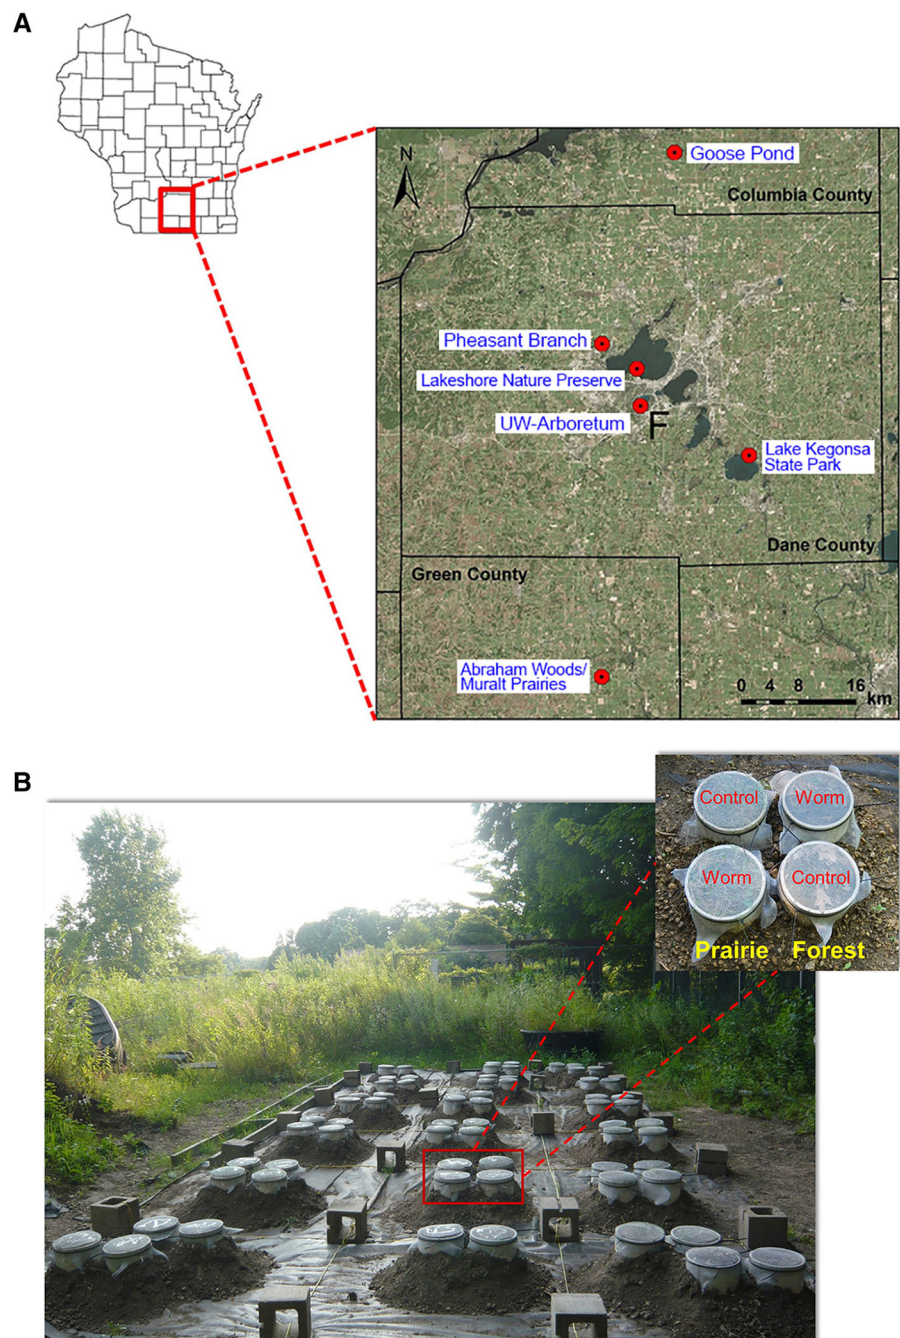 A
N
Goose Pond
Columbia County
Pheasant Branch
Lakeshore Nature Preserve
UW-Arboretum
F
Lake Kegonsa
State Park
Dane County
Green County
Abraham Woods/
Muralt Prairies
0 4 8 16
km
B
Control Worm
Worm Control
Prairie Forest